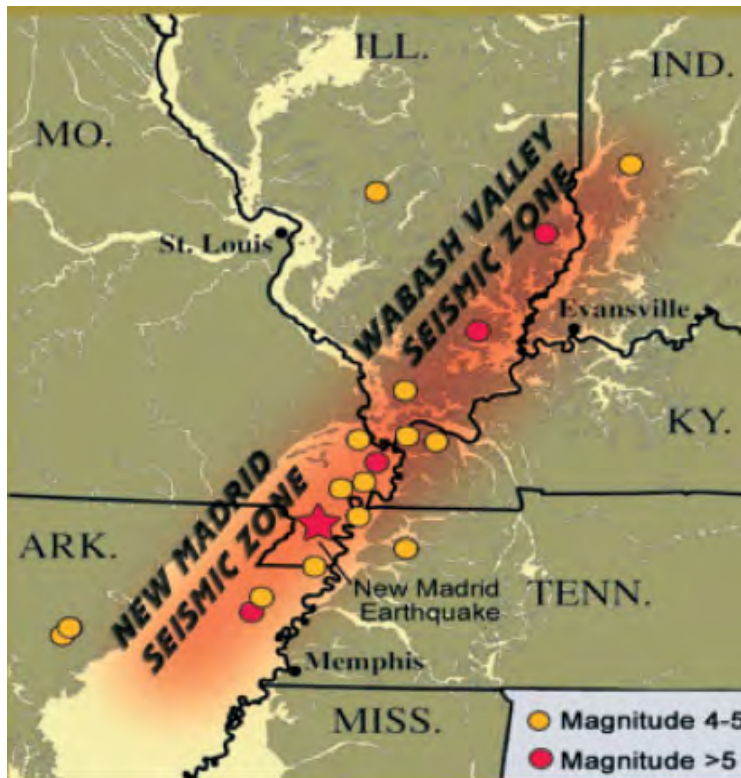 ILL.
IND.
MO.
St. Louis
WABASH VALLEY
SEISMIC ZONE
Evansville
KY.
NEW MADRID
SEISMIC ZONE
ARK.
New Madrid
Earthquake
TENN.
Memphis
MISS.
Magnitude 4-5
Magnitude >5